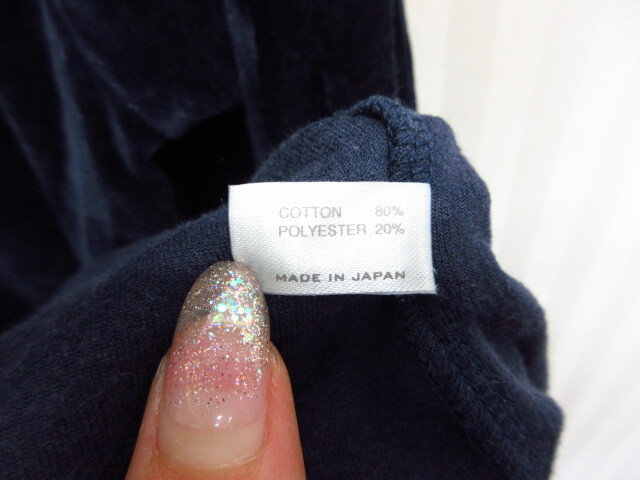 COTTON 80%
POLYESTER 20%
MADE IN JAPAN